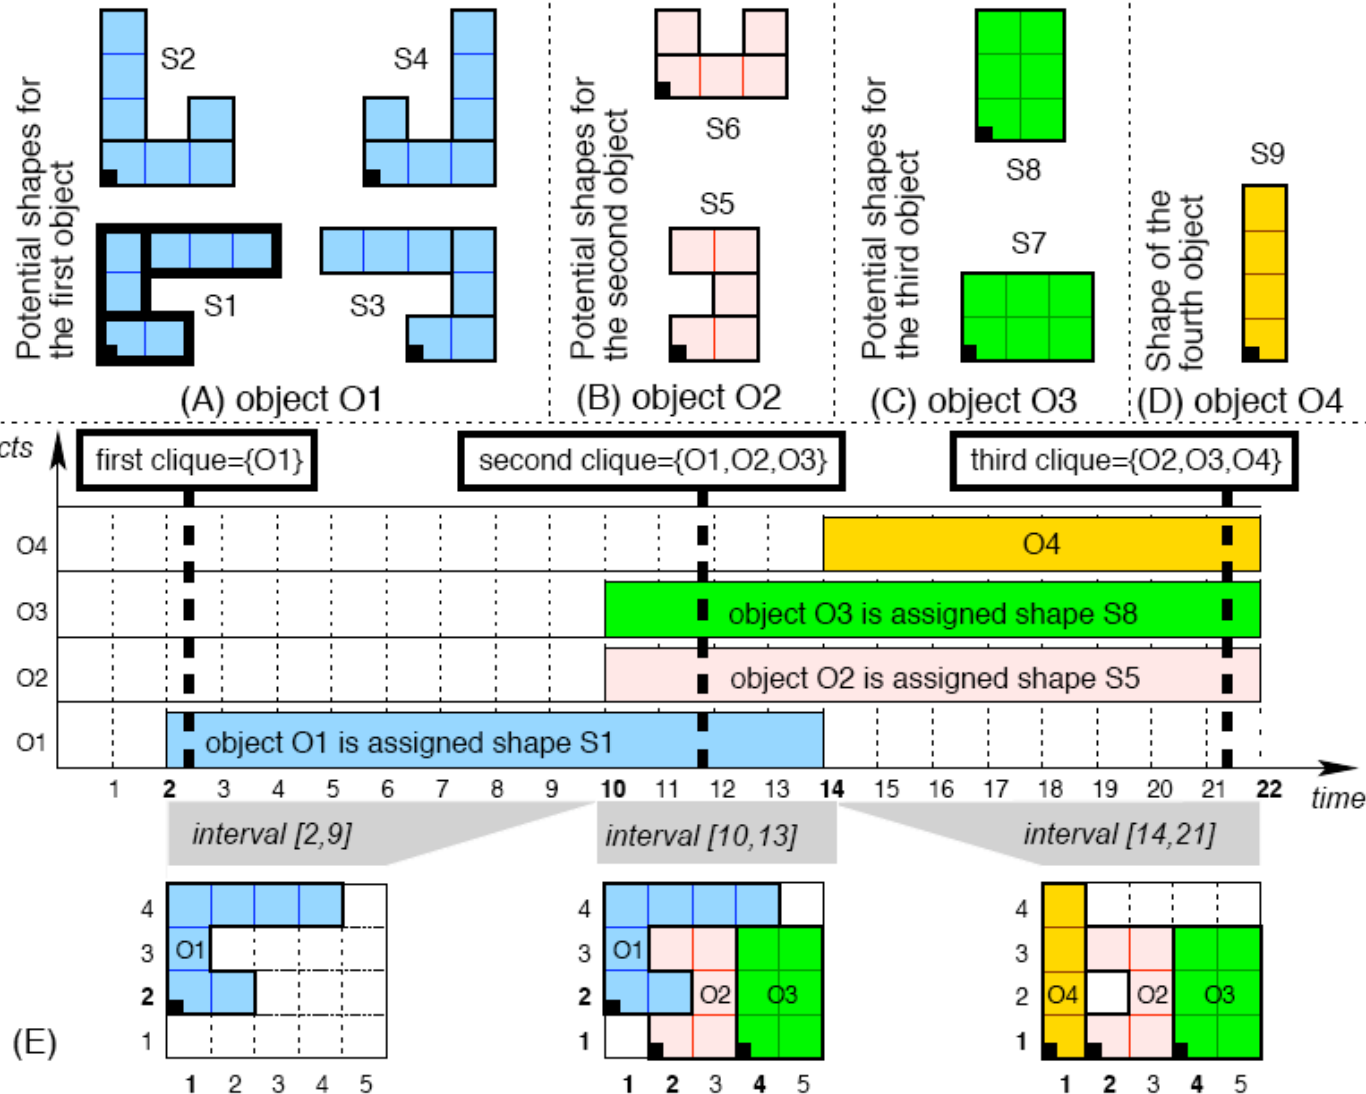 Potential shapes for
the first object
S2
S4
S1
S3
(A) object O1
Potential shapes for
the second object
S6
S5
(B) object O2
Potential shapes for
the third object
S8
S7
(C) object O3
Shape of the
fourth object
S9
(D) object O4
cts
first clique={O1}
second clique={O1,O2,O3}
third clique={O2,O3,O4}
O4
O4
O3
object O3 is assigned shape S8
O2
object O2 is assigned shape S5
O1
object O1 is assigned shape S1
1 2 3 4 5 6 7 8 9 10 11 12 13 14 15 16 17 18 19 20 21 22
time
interval [2,9]
interval [10,13]
interval [14,21]
(E)
4
3
2
1
O1
1 2 3 4 5
4
3
2
1
O1
O2
O3
1 2 3 4 5
4
3
2
1
O4
O2
O3
1 2 3 4 5